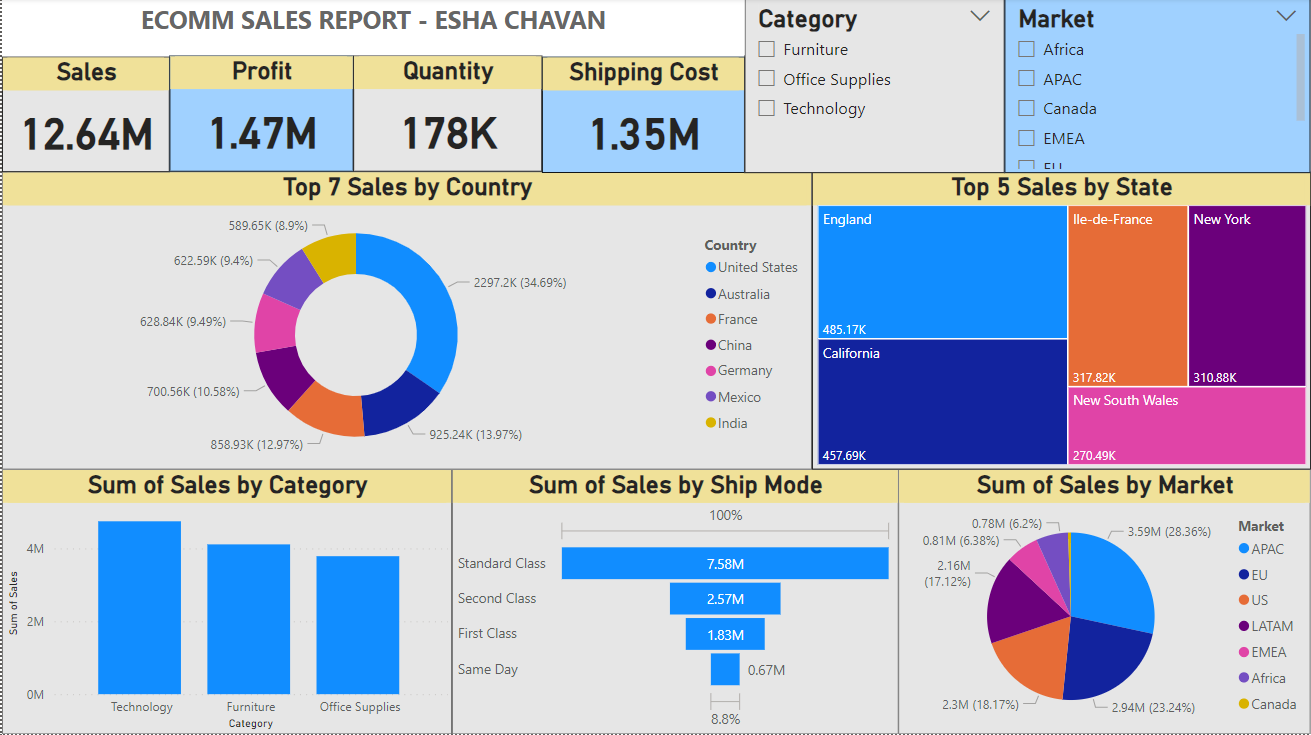 ECOMM SALES REPORT - ESHA CHAVAN
Category
Furniture
Office Supplies
Technology
Market
Africa
APAC
Canada
EMEA
EU
Sales
12.64M
Profit
1.47M
Quantity
178K
Shipping Cost
1.35M
Top 7 Sales by Country
589.65K (8.9%)
622.59K (9.4%)
628.84K (9.49%)
700.56K (10.58%)
858.93K (12.97%)
925.24K (13.97%)
2297.2K (34.69%)
Country
United States
Australia
France
China
Germany
Mexico
India
Top 5 Sales by State
England
485.17K
California
457.69K
Ile-de-France
317.82K
New York
310.88K
New South Wales
270.49K
Sum of Sales by Category
Sum of Sales
4M
2M
0M
Technology
Furniture
Office Supplies
Category
Sum of Sales by Ship Mode
100%
Standard Class
7.58M
Second Class
2.57M
First Class
1.83M
Same Day
0.67M
8.8%
Sum of Sales by Market
0.78M (6.2%)
0.81M (6.38%)
2.16M
(17.12%)
2.3M (18.17%)
2.94M (23.24%)
3.59M (28.36%)
Market
APAC
EU
US
LATAM
EMEA
Africa
Canada